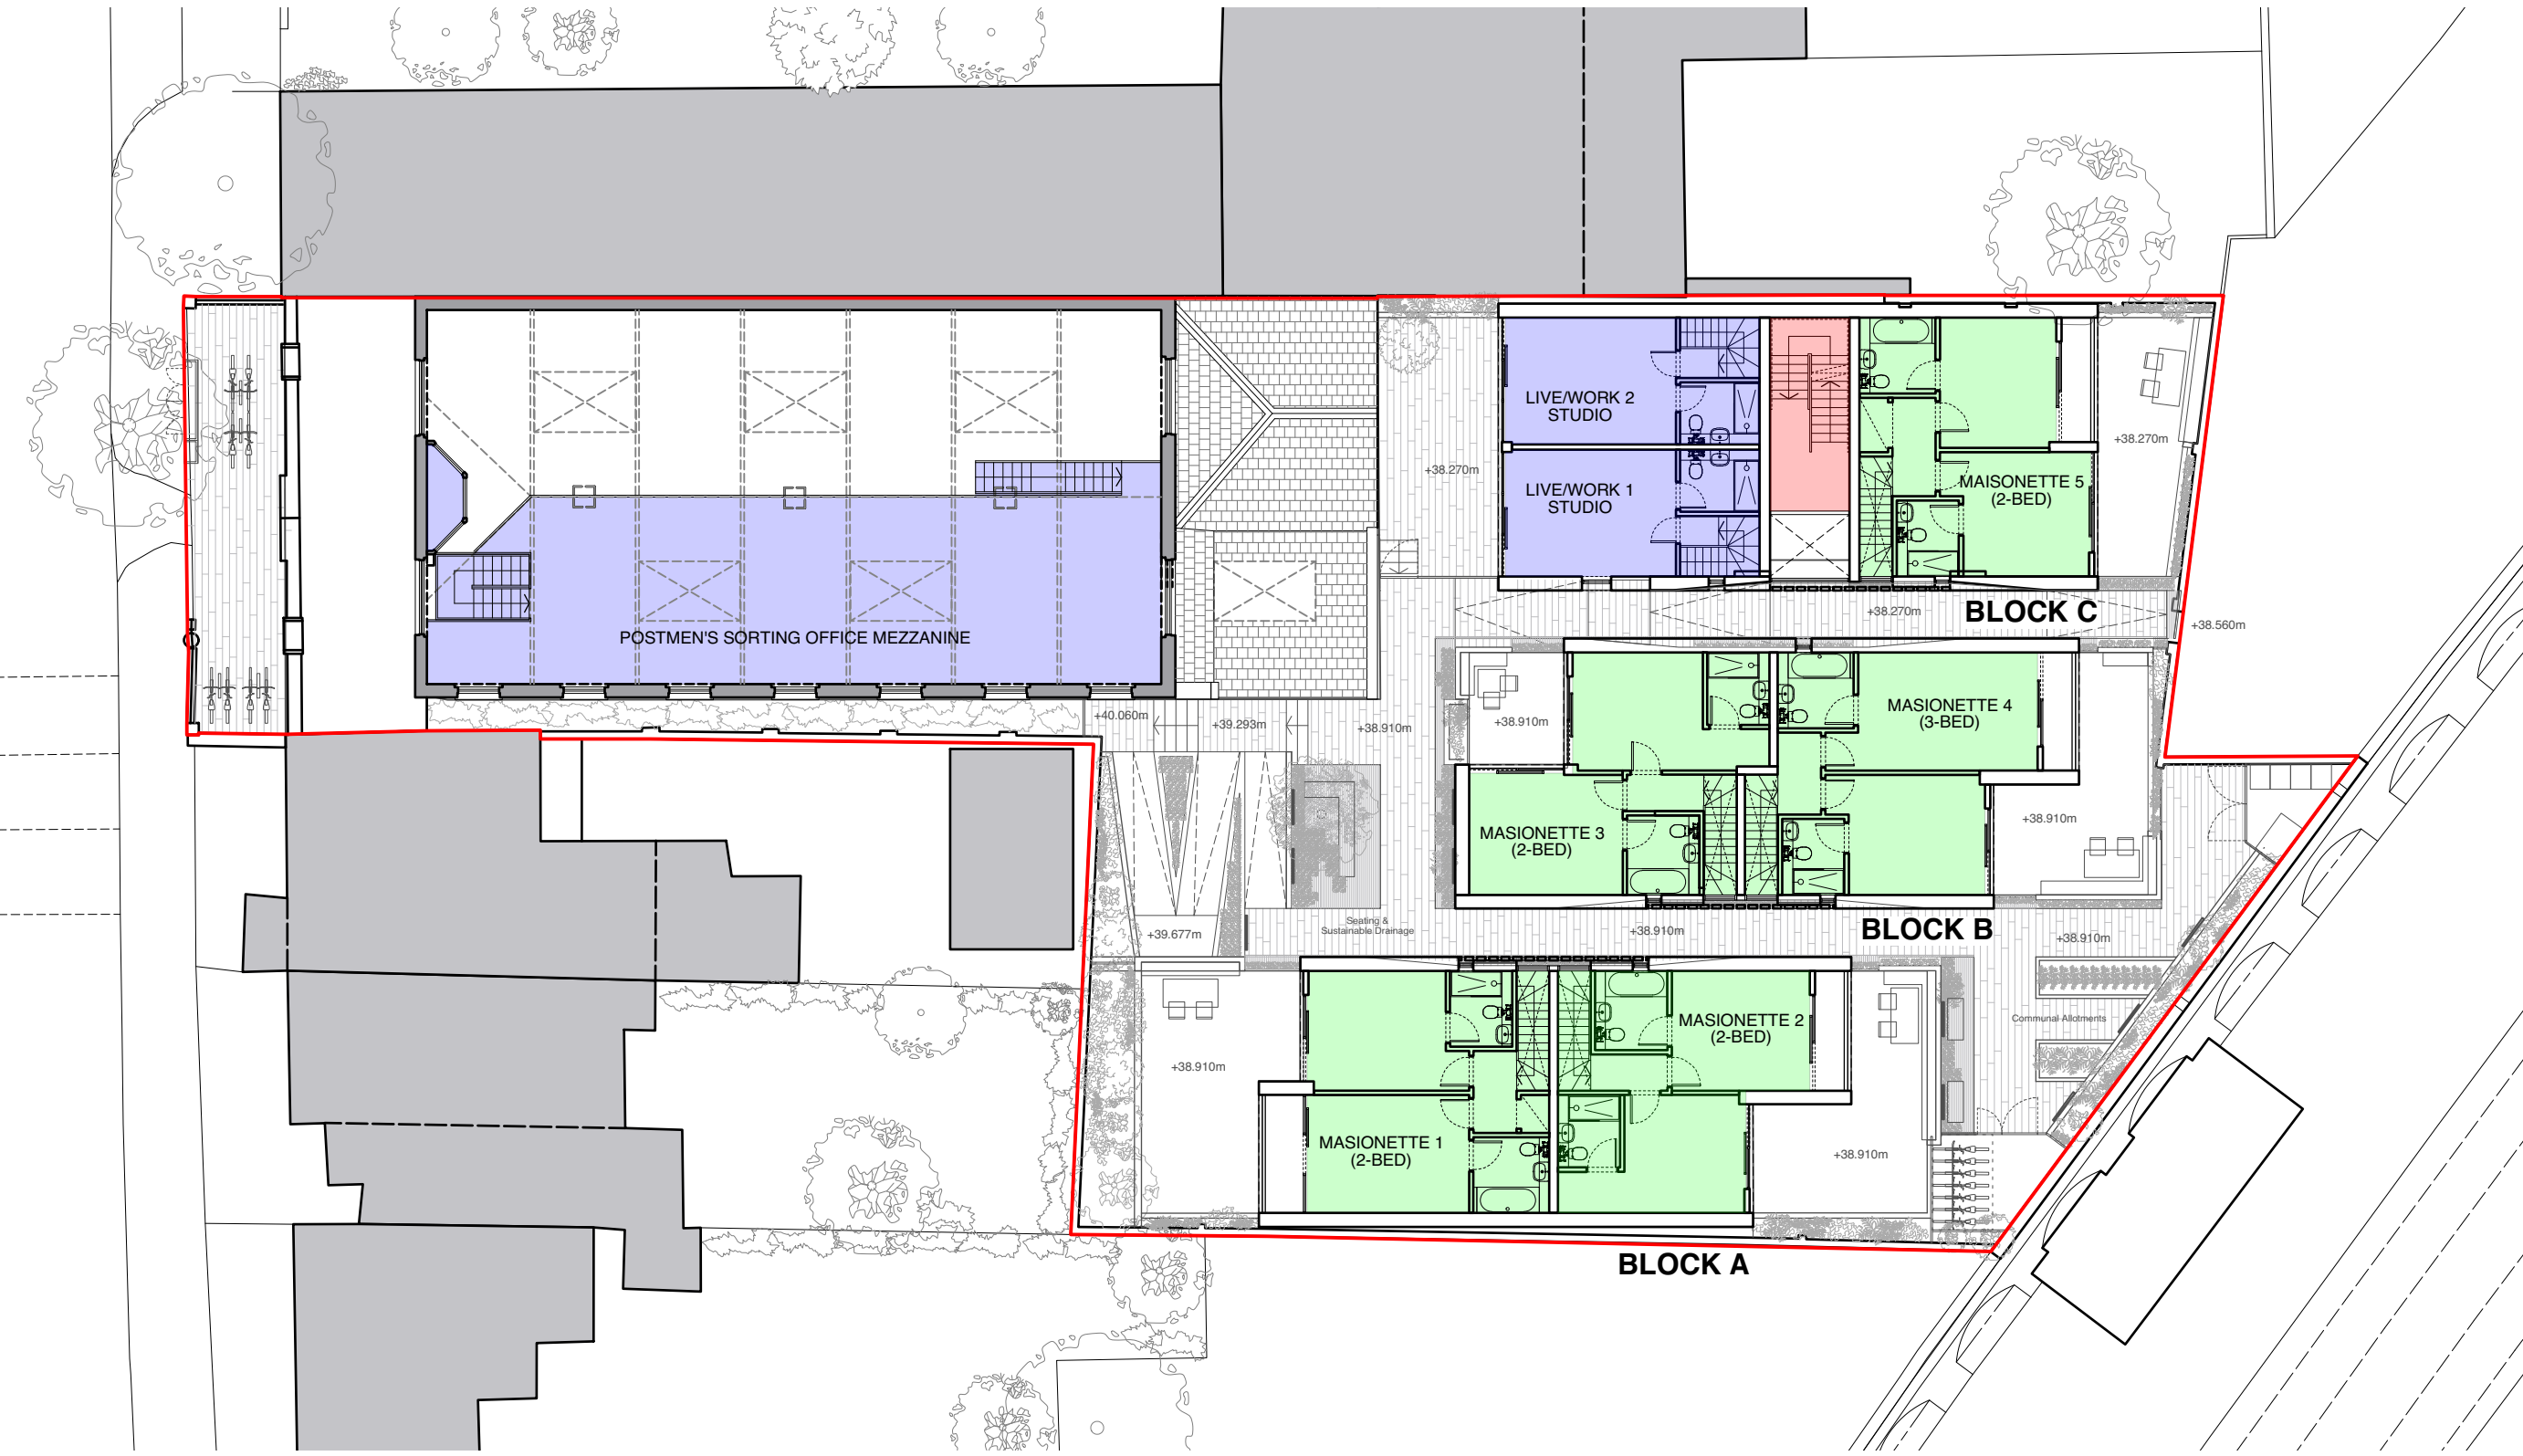 LIVE/WORK 2
STUDIO
+38.270m
+38.270m
LIVE/WORK 1
STUDIO
MAISONETTE 5
(2-BED)
+38.270m
BLOCK C
+38.560m
POSTMEN'S SORTING OFFICE MEZZANINE
+40.060m
+39.293m
+38.910m
+38.910m
MASIONETTE 4
(3-BED)
MASIONETTE 3
(2-BED)
+38.910m
Seating &
Sustainable Drainage
+39.677m
+38.910m
BLOCK B
+38.910m
MASIONETTE 2
(2-BED)
Communal Allotments
+38.910m
MASIONETTE 1
(2-BED)
+38.910m
BLOCK A